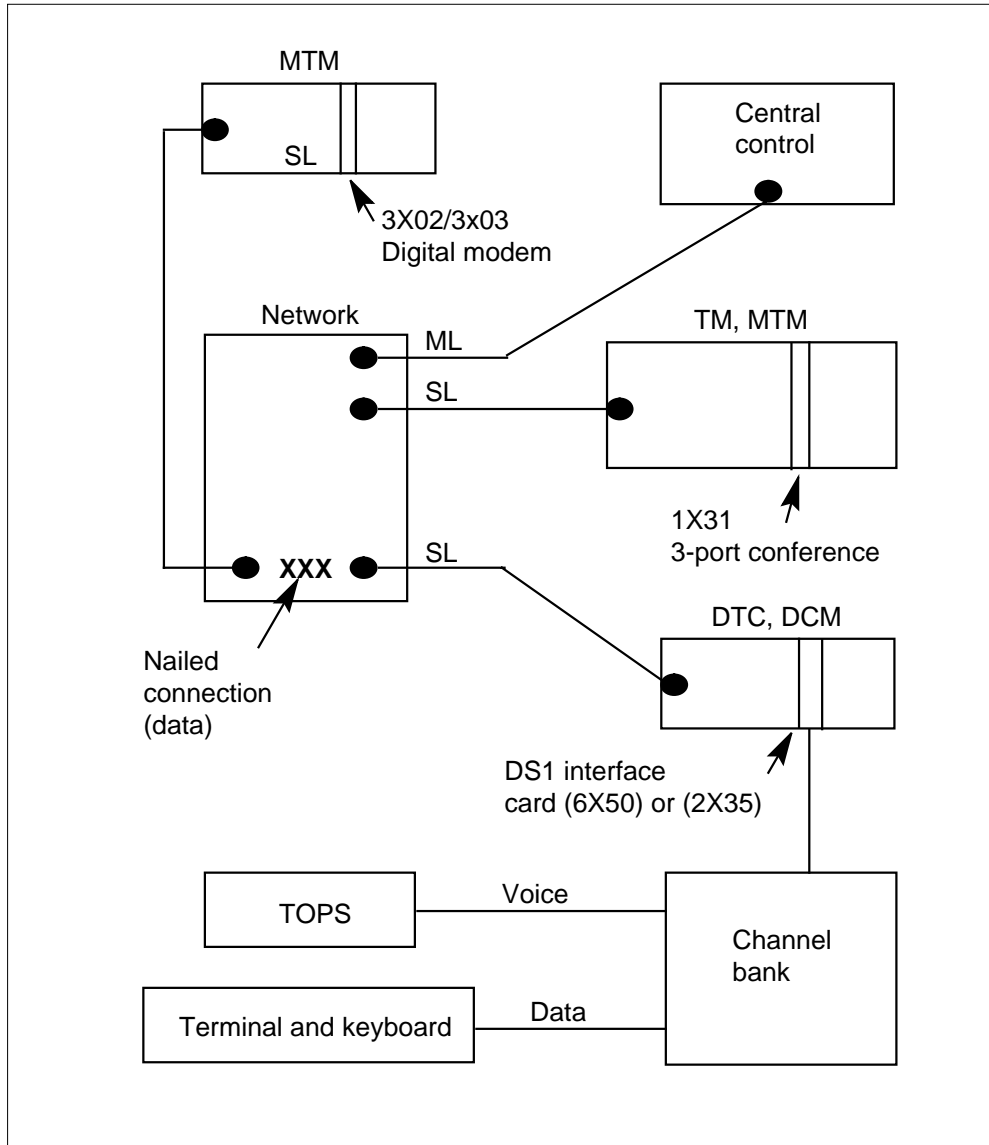 MTM
SL
3X02/3x03
Digital modem
Central
control
Network
ML
SL
TM, MTM
1X31
3-port conference
XXX
SL
Nailed
connection
(data)
DTC, DCM
DS1 interface
card (6X50) or (2X35)
TOPS
Voice
Channel
bank
Terminal and keyboard
Data